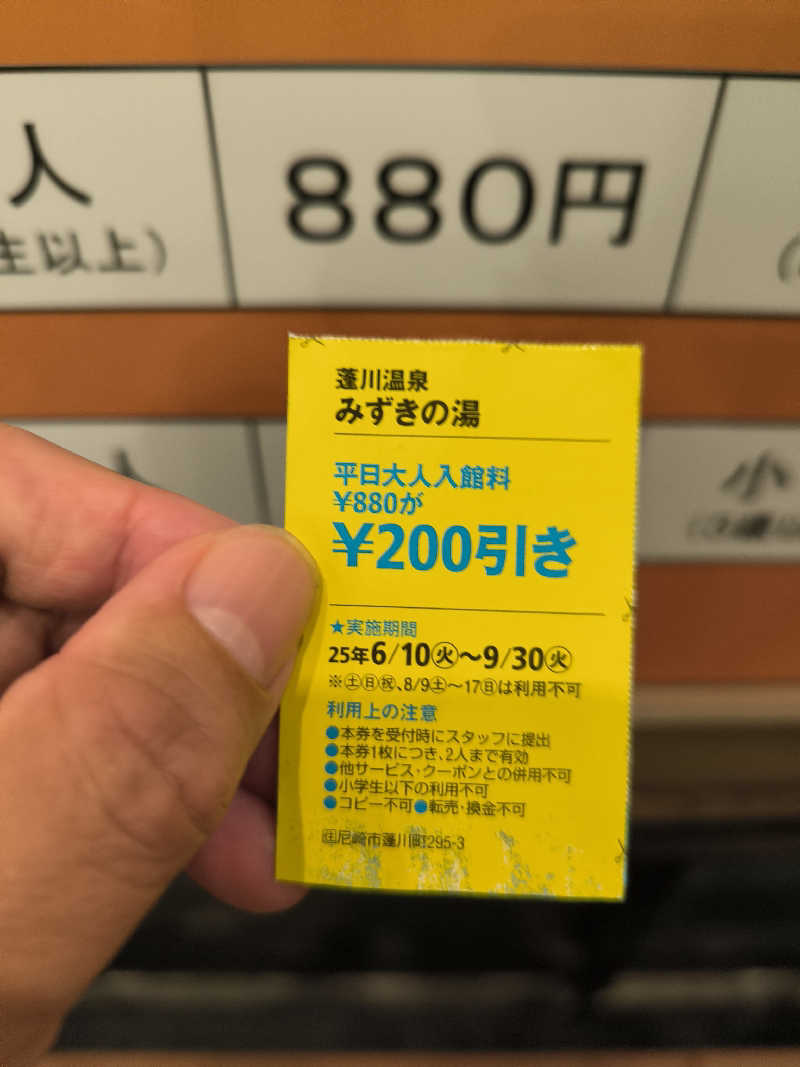 人
880円
生以上）
蓬川温泉
みずきの湯
平日大人入館料
¥880が
¥200引き
★実施期間
25年6/10㊋〜9/30㊋
※㊏㊐㊗、8/9㊏〜17㊐は利用不可
利用上の注意
●本券を受付時にスタッフに提出
●本券1枚につき、2人まで有効
●他サービス・クーポンとの併用不可
●小学生以下の利用不可
●コピー不可●転売・換金不可
㊟尼崎市蓬川町295-3
小